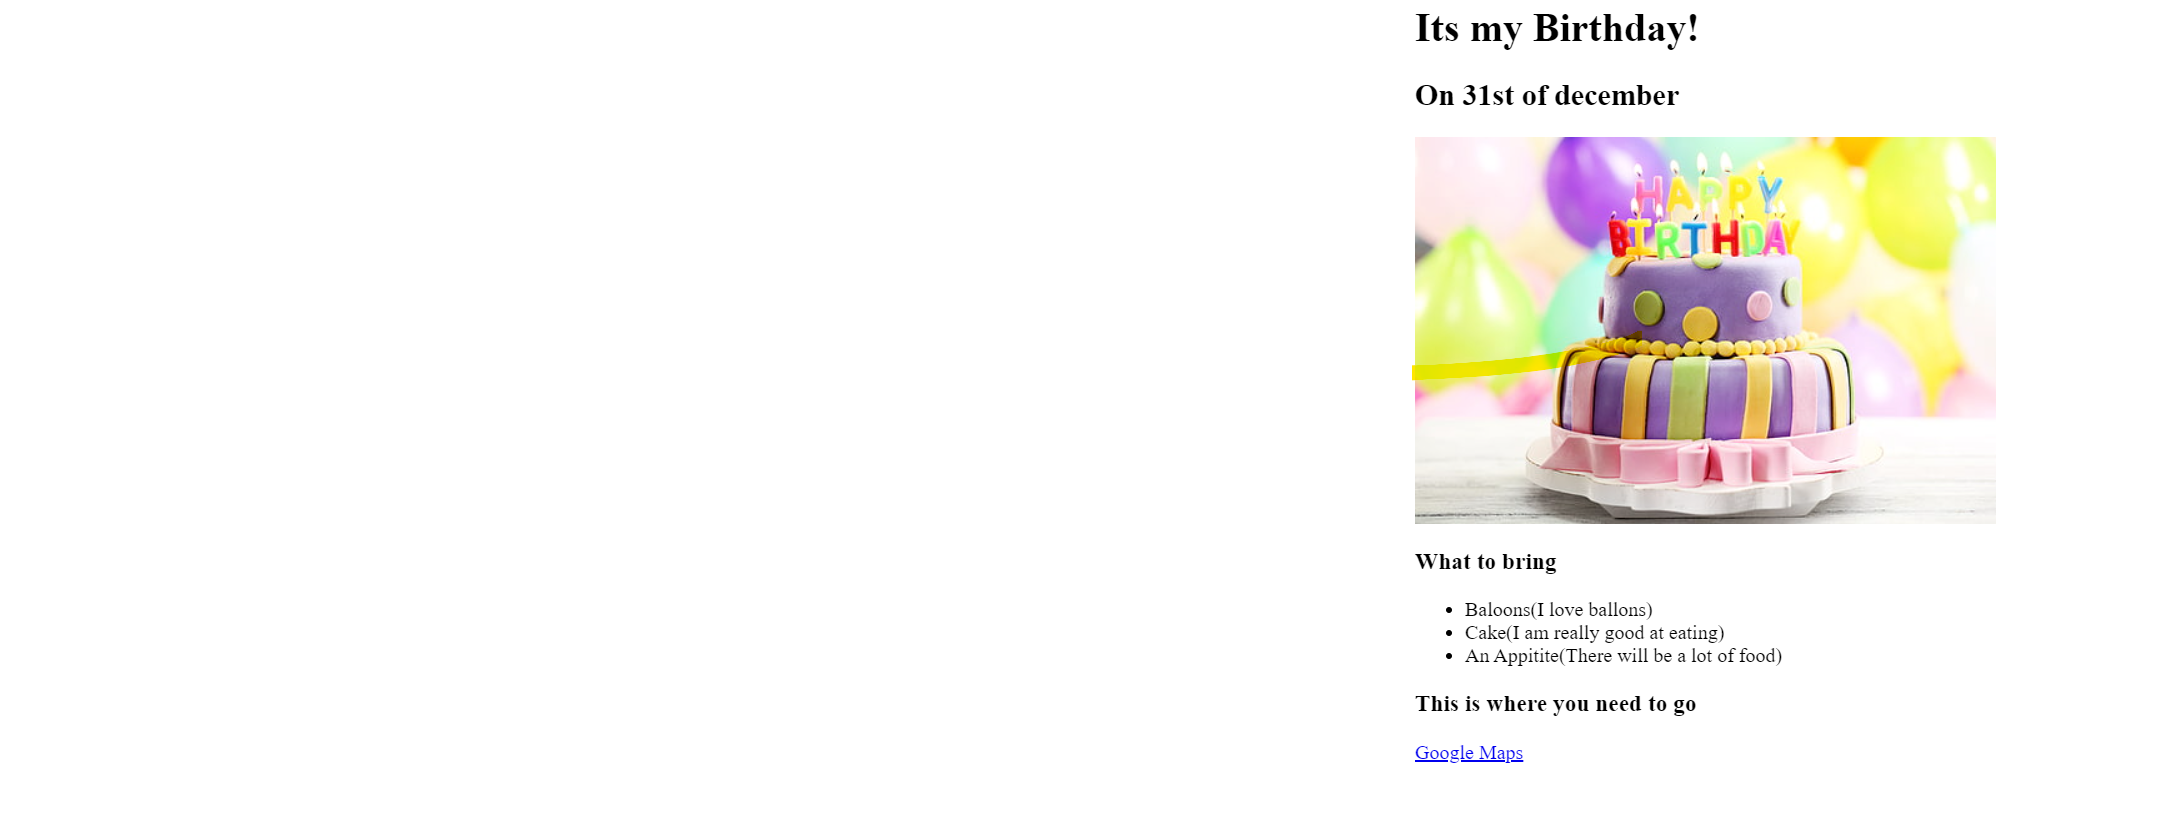 Its my Birthday!
On 31st of december
HAPPY
BIRTHDAY
What to bring
Baloons(I love ballons)
Cake(I am really good at eating)
An Appitite(There will be a lot of food)
This is where you need to go
Google Maps